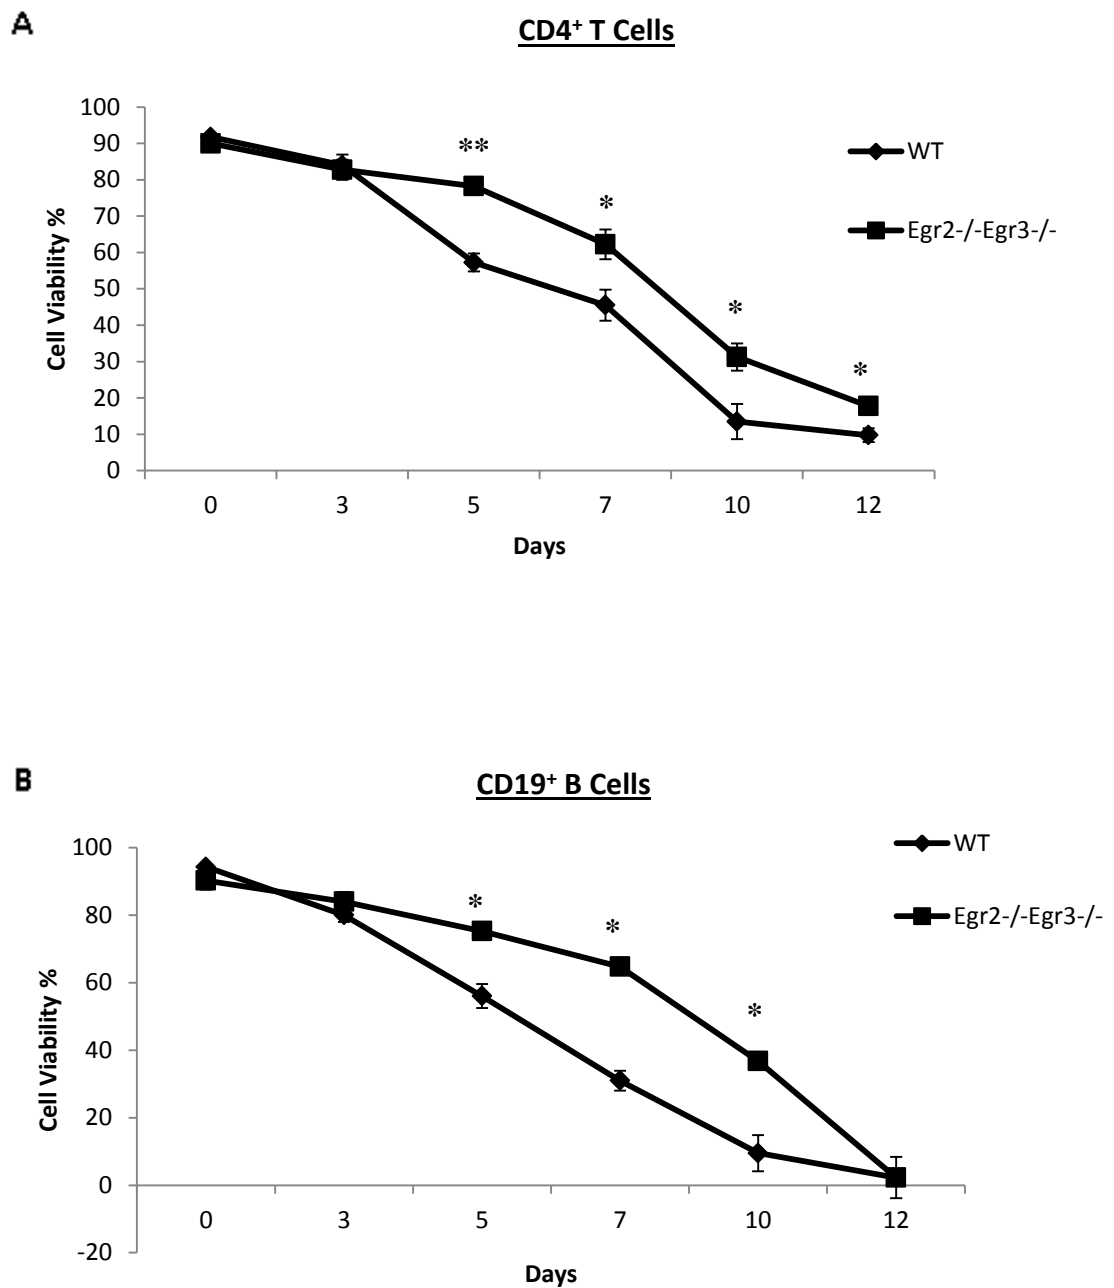 A
CD4⁺ T Cells
100
90
80
70
60
50
40
30
20
10
0
Cell Viability %
**
*
*
*
WT
Egr2-/-Egr3-/-
0 3 5 7 10 12
Days
B
CD19⁺ B Cells
100
80
60
40
20
0
-20
Cell Viability %
*
*
*
WT
Egr2-/-Egr3-/-
0 3 5 7 10 12
Days